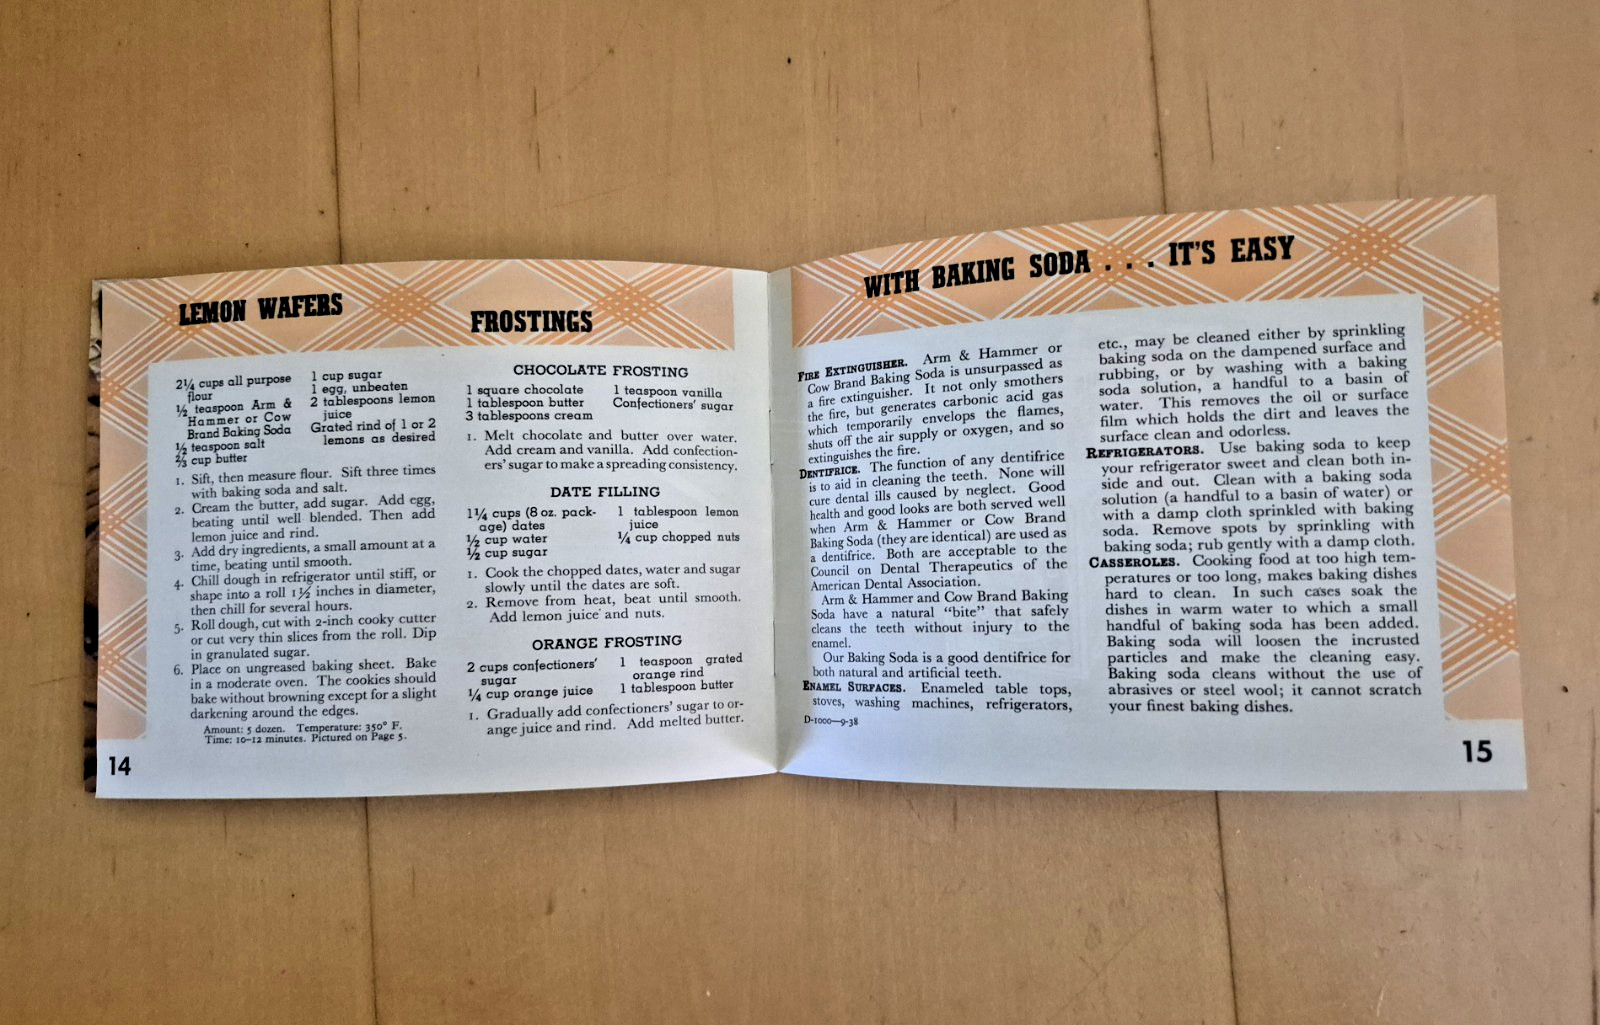 LEMON WAFERS
2¼ cups all purpose
flour
½ teaspoon Arm &
Hammer or Cow
Brand Baking Soda
½ teaspoon salt
⅔ cup butter
1 cup sugar
1 egg, unbeaten
2 tablespoons lemon
juice
Grated rind of 1 or 2
lemons as desired
1. Sift, then measure flour. Sift three times
with baking soda and salt.
2. Cream the butter, add sugar. Add egg,
beating until well blended. Then add
lemon juice and rind.
3. Add dry ingredients, a small amount at a
time, beating until smooth.
4. Chill dough in refrigerator until stiff, or
shape into a roll 1½ inches in diameter,
then chill for several hours.
5. Roll dough, cut with 2-inch cooky cutter
or cut very thin slices from the roll. Dip
in granulated sugar.
6. Place on ungreased baking sheet. Bake
in a moderate oven. The cookies should
bake without browning except for a slight
darkening around the edges.
Amount: 5 dozen. Temperature: 350° F.
Time: 10–12 minutes. Pictured on Page 5.
14
FROSTINGS
CHOCOLATE FROSTING
1 square chocolate
1 tablespoon butter
3 tablespoons cream
1 teaspoon vanilla
Confectioners' sugar
1. Melt chocolate and butter over water.
Add cream and vanilla. Add confection-
ers' sugar to make a spreading consistency.
DATE FILLING
1¼ cups (8 oz. pack-
age) dates
½ cup water
½ cup sugar
1 tablespoon lemon
juice
¼ cup chopped nuts
1. Cook the chopped dates, water and sugar
slowly until the dates are soft.
2. Remove from heat, beat until smooth.
Add lemon juice and nuts.
ORANGE FROSTING
2 cups confectioners'
sugar
¼ cup orange juice
1 teaspoon grated
orange rind
1 tablespoon butter
1. Gradually add confectioners' sugar to or-
ange juice and rind. Add melted butter.
WITH BAKING SODA . . . IT'S EASY
FIRE EXTINGUISHER. Arm & Hammer or
Cow Brand Baking Soda is unsurpassed as
a fire extinguisher. It not only smothers
the fire, but generates carbonic acid gas
which temporarily envelops the flames,
shuts off the air supply or oxygen, and so
extinguishes the fire.
DENTIFRICE. The function of any dentifrice
is to aid in cleaning the teeth. None will
cure dental ills caused by neglect. Good
health and good looks are both served well
when Arm & Hammer or Cow Brand
Baking Soda (they are identical) are used as
a dentifrice. Both are acceptable to the
Council on Dental Therapeutics of the
American Dental Association.
Arm & Hammer and Cow Brand Baking
Soda have a natural "bite" that safely
cleans the teeth without injury to the
enamel.
Our Baking Soda is a good dentifrice for
both natural and artificial teeth.
ENAMEL SURFACES. Enameled table tops,
stoves, washing machines, refrigerators,
D-1000—9-38
etc., may be cleaned either by sprinkling
baking soda on the dampened surface and
rubbing, or by washing with a baking
soda solution, a handful to a basin of
water. This removes the oil or surface
film which holds the dirt and leaves the
surface clean and odorless.
REFRIGERATORS. Use baking soda to keep
your refrigerator sweet and clean both in-
side and out. Clean with a baking soda
solution (a handful to a basin of water) or
with a damp cloth sprinkled with baking
soda. Remove spots by sprinkling with
baking soda; rub gently with a damp cloth.
CASSEROLES. Cooking food at too high tem-
peratures or too long, makes baking dishes
hard to clean. In such cases soak the
dishes in warm water to which a small
handful of baking soda has been added.
Baking soda will loosen the incrusted
particles and make the cleaning easy.
Baking soda cleans without the use of
abrasives or steel wool; it cannot scratch
your finest baking dishes.
15